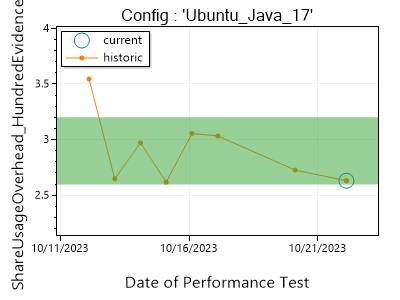 Config : 'Ubuntu_Java_17'
ShareUsageOverhead_HundredEvidence
current
historic
4
3.5
3
2.5
10/11/2023
10/16/2023
10/21/2023
Date of Performance Test